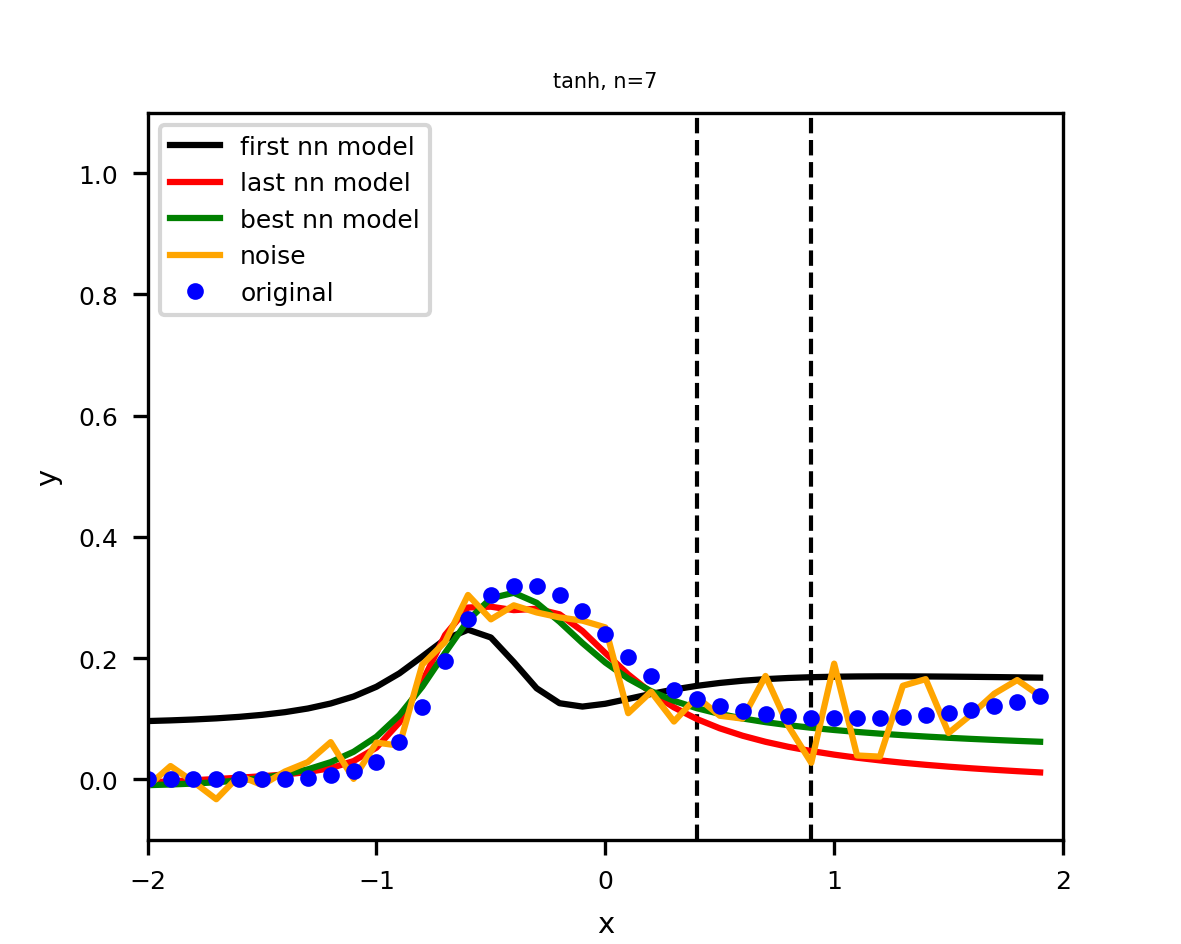 tanh, n=7
first nn model
last nn model
best nn model
noise
original
1.0
0.8
0.6
0.4
0.2
0.0
y
−2
−1
0
1
2
x